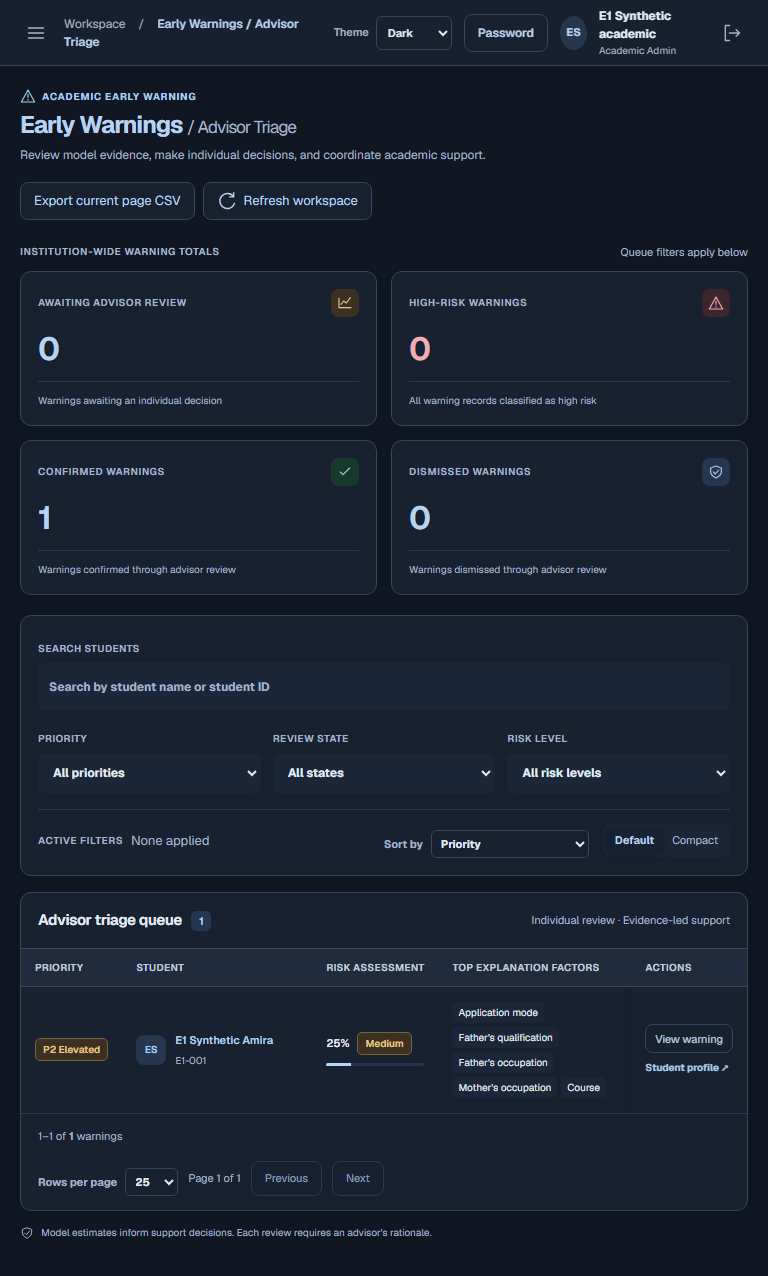 Workspace / Early Warnings / Advisor Triage
Theme Dark Password ES E1 Synthetic academic
Academic Admin
ACADEMIC EARLY WARNING
Early Warnings / Advisor Triage
Review model evidence, make individual decisions, and coordinate academic support.
Export current page CSV Refresh workspace
INSTITUTION-WIDE WARNING TOTALS Queue filters apply below
AWAITING ADVISOR REVIEW
0
Warnings awaiting an individual decision
HIGH-RISK WARNINGS
0
All warning records classified as high risk
CONFIRMED WARNINGS
1
Warnings confirmed through advisor review
DISMISSED WARNINGS
0
Warnings dismissed through advisor review
SEARCH STUDENTS
Search by student name or student ID
PRIORITY REVIEW STATE RISK LEVEL
All priorities All states All risk levels
ACTIVE FILTERS None applied Sort by Priority Default Compact
Advisor triage queue 1 Individual review · Evidence-led support
PRIORITY STUDENT RISK ASSESSMENT TOP EXPLANATION FACTORS ACTIONS
P2 Elevated
ES E1 Synthetic Amira
E1-001
25% Medium
Application mode
Father's qualification
Father's occupation
Mother's occupation Course
View warning
Student profile ↗
1–1 of 1 warnings
Rows per page 25 Page 1 of 1 Previous Next
Model estimates inform support decisions. Each review requires an advisor's rationale.